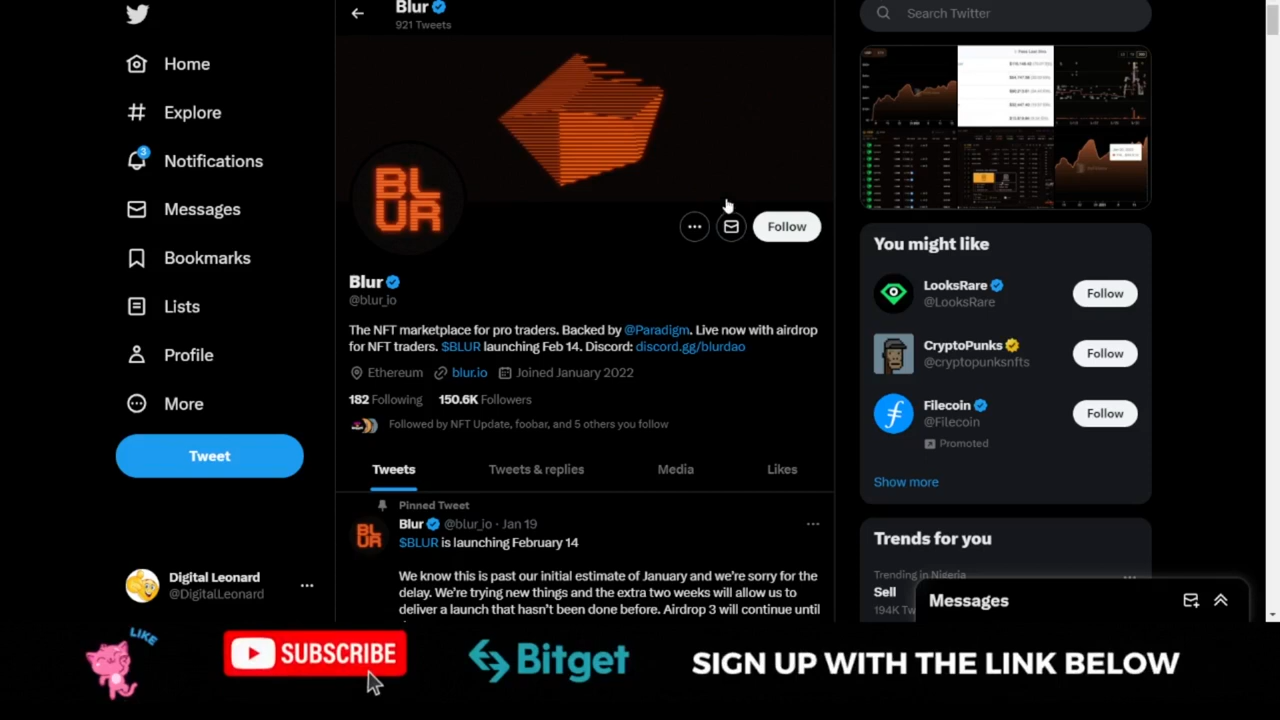 Home
Explore
3
Notifications
Messages
Bookmarks
Lists
Profile
More
Tweet
Digital Leonard
@DigitalLeonard
Blur
921 Tweets
BL
UR
Follow
Blur
@blur_io
The NFT marketplace for pro traders. Backed by @Paradigm. Live now with airdrop
for NFT traders. $BLUR launching Feb 14. Discord: discord.gg/blurdao
Ethereum blur.io Joined January 2022
182 Following 150.6K Followers
Followed by NFT Update, foobar, and 5 others you follow
Tweets Tweets & replies Media Likes
Pinned Tweet
BL
UR
Blur @blur_io · Jan 19
$BLUR is launching February 14
We know this is past our initial estimate of January and we're sorry for the
delay. We're trying new things and the extra two weeks will allow us to
deliver a launch that hasn't been done before. Airdrop 3 will continue until
Search Twitter
You might like
LooksRare
@LooksRare
Follow
CryptoPunks
@cryptopunksnfts
Follow
Filecoin
@Filecoin
Promoted
Follow
Show more
Trends for you
Trending in Nigeria
Sell
194K Tw
Messages
LIKE
SUBSCRIBE
Bitget
SIGN UP WITH THE LINK BELOW